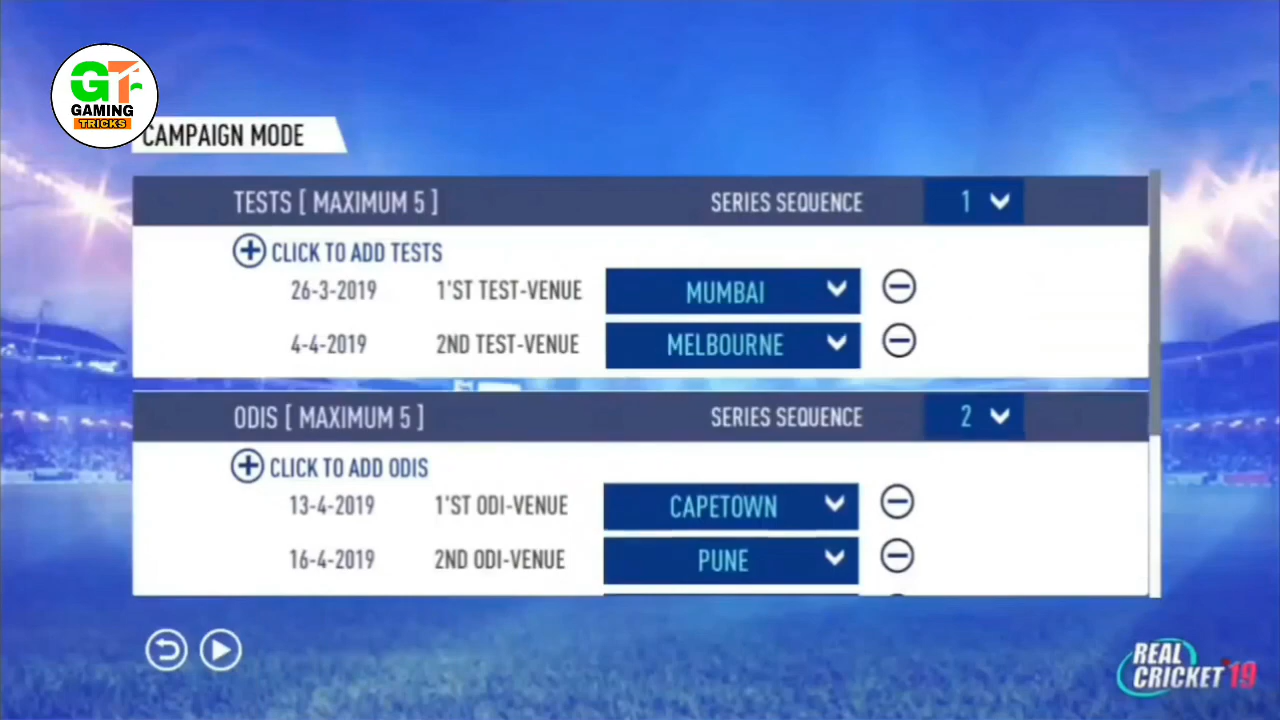 GT
GAMING
TRICKS
CAMPAIGN MODE
TESTS [ MAXIMUM 5 ] SERIES SEQUENCE 1
CLICK TO ADD TESTS
26-3-2019 1'ST TEST-VENUE MUMBAI
4-4-2019 2ND TEST-VENUE MELBOURNE
ODIS [ MAXIMUM 5 ] SERIES SEQUENCE 2
CLICK TO ADD ODIS
13-4-2019 1'ST ODI-VENUE CAPETOWN
16-4-2019 2ND ODI-VENUE PUNE
REAL
CRICKET'19